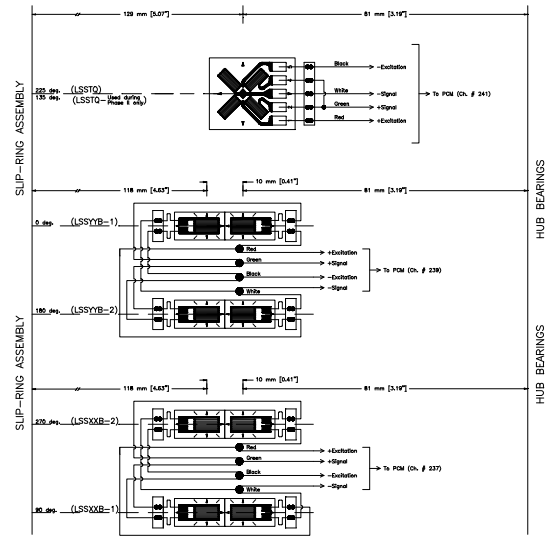 129 mm [5.07"]
81 mm [3.19"]
Black
−Excitation
225 deg. (LSSTQ)
White
−Signal
To PCM (Ch. # 241)
135 deg. (LSSTQ-Used during Phase II only)
Green
+Signal
Red
+Excitation
SLIP-RING ASSEMBLY
HUB BEARINGS
118 mm [4.63"]
10 mm [0.41"]
81 mm [3.19"]
0 deg. (LSSYYB-1)
Red
+Excitation
Green
+Signal
To PCM (Ch. # 239)
Black
−Excitation
White
−Signal
180 deg. (LSSYYB-2)
SLIP-RING ASSEMBLY
HUB BEARINGS
118 mm [4.63"]
10 mm [0.41"]
81 mm [3.19"]
270 deg. (LSSXXB-2)
Red
+Excitation
Green
+Signal
To PCM (Ch. # 237)
Black
−Excitation
White
−Signal
90 deg. (LSSXXB-1)